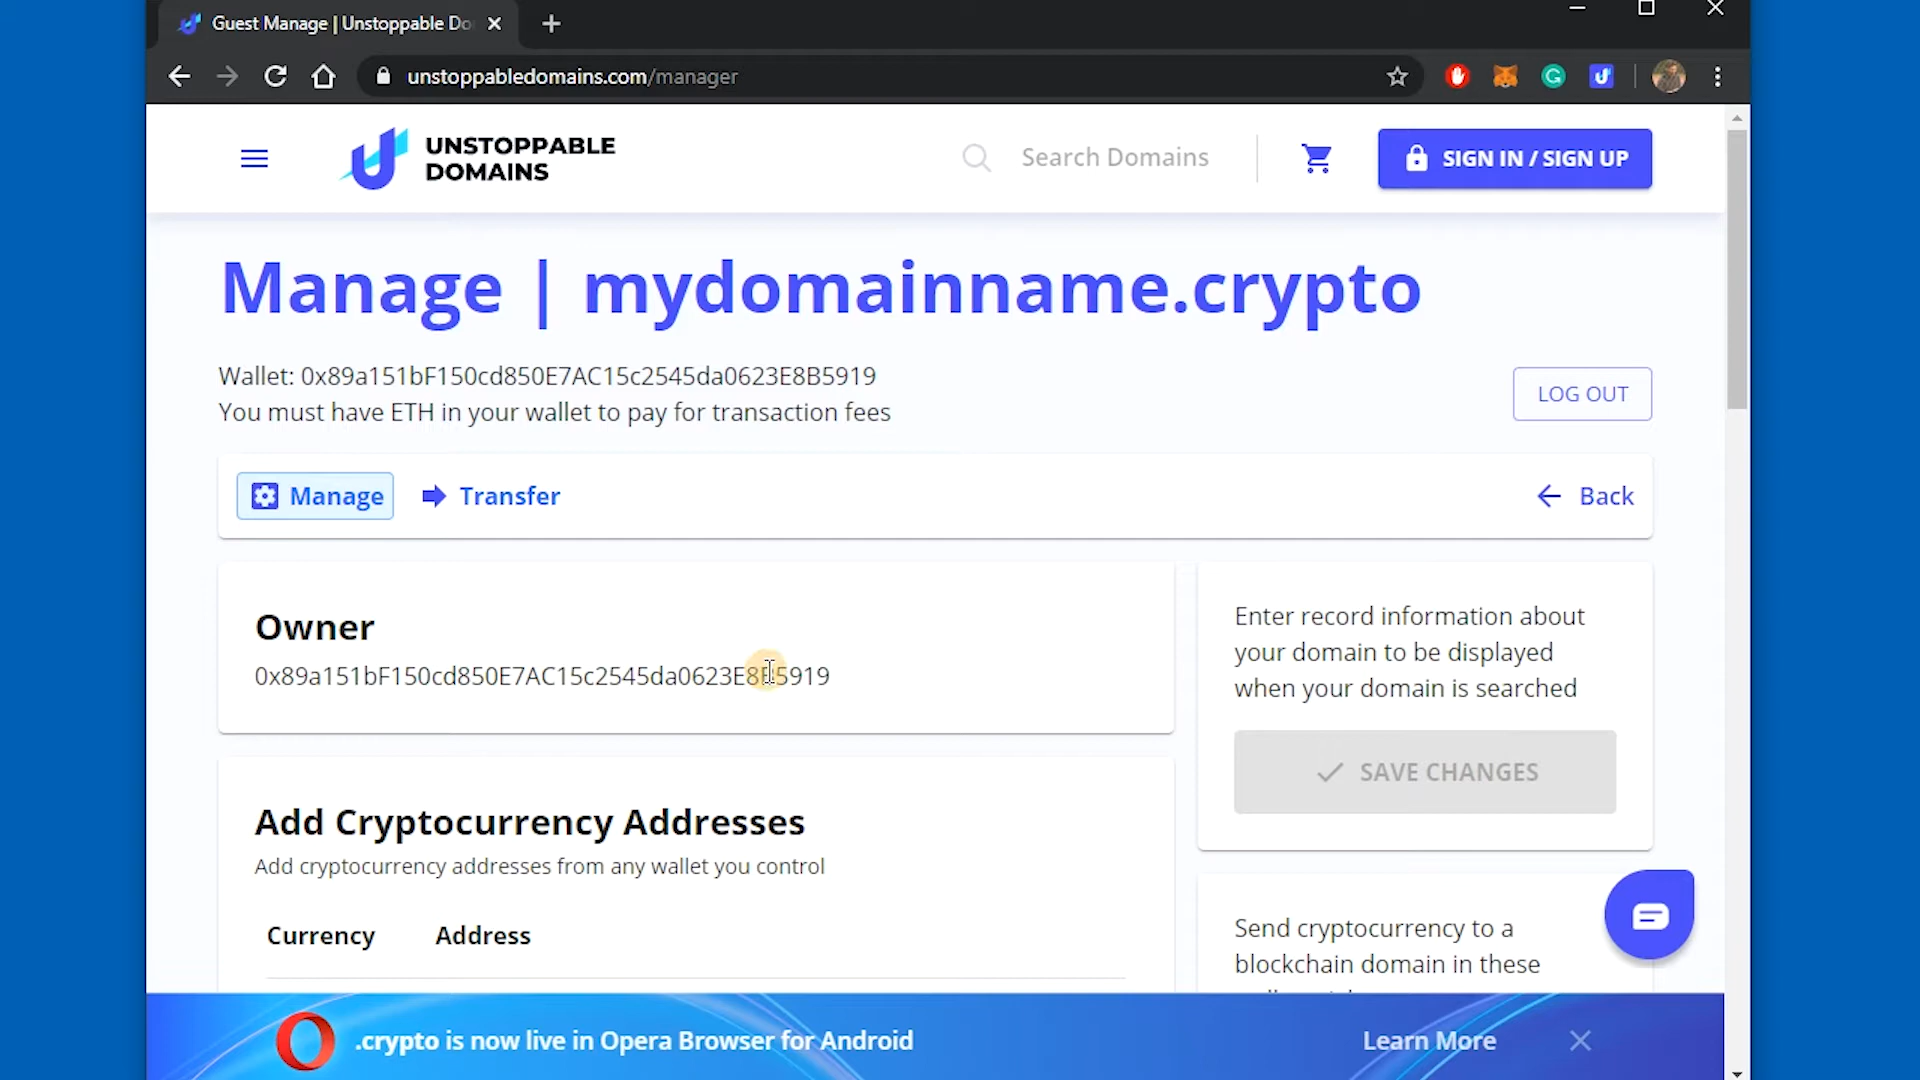 Guest Manage | Unstoppable Do
unstoppabledomains.com/manager
UNSTOPPABLE
DOMAINS
Search Domains
SIGN IN / SIGN UP
Manage | mydomainname.crypto
Wallet: 0x89a151bF150cd850E7AC15c2545da0623E8B5919
You must have ETH in your wallet to pay for transaction fees
LOG OUT
Manage
Transfer
Back
Owner
0x89a151bF150cd850E7AC15c2545da0623E8B5919
Enter record information about
your domain to be displayed
when your domain is searched
SAVE CHANGES
Add Cryptocurrency Addresses
Add cryptocurrency addresses from any wallet you control
Currency
Address
Send cryptocurrency to a
blockchain domain in these
.crypto is now live in Opera Browser for Android
Learn More